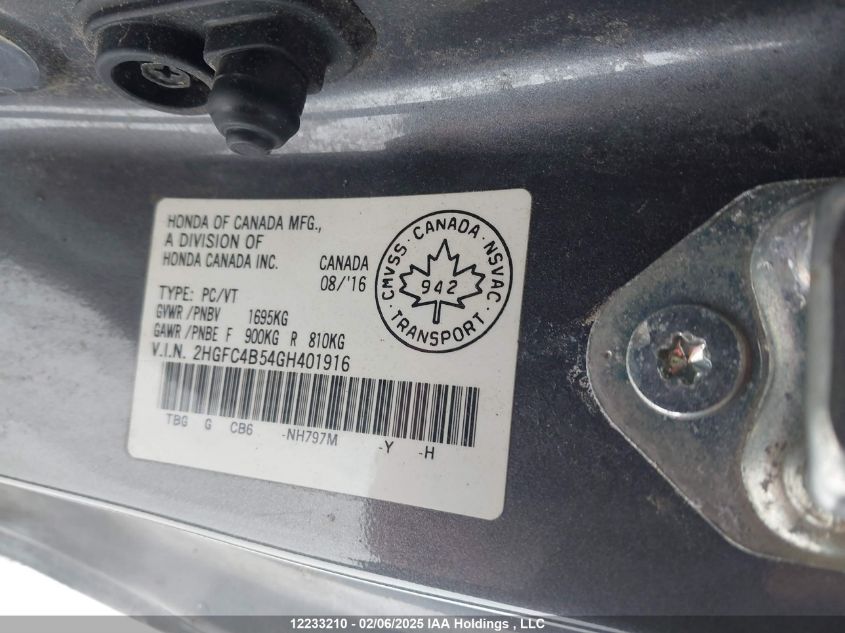 HONDA OF CANADA MFG.,
A DIVISION OF
HONDA CANADA INC.
CANADA
08/'16
TYPE: PC/VT
GVWR/PNBV 1695KG
GAWR/PNBE F 900KG R 810KG
V.I.N. 2HGFC4B54GH401916
TBG G CB6 -NH797M -Y -H
CMVSS · CANADA · NSVAC
942
· TRANSPORT ·
12233210 - 02/06/2025 IAA Holdings , LLC